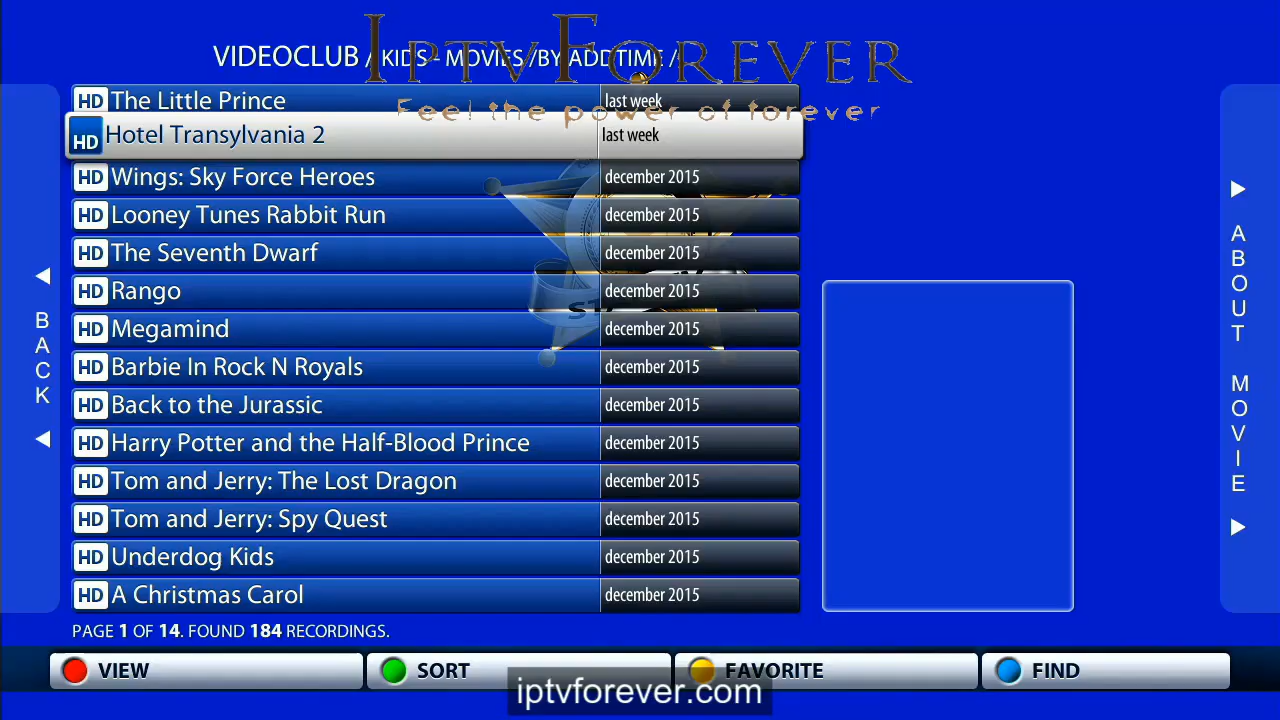 IptvForever
VIDEOCLUB / KIDS - MOVIES /BY ADDTIME /
Feel the power of forever
HD The Little Prince last week
HD Hotel Transylvania 2 last week
HD Wings: Sky Force Heroes december 2015
HD Looney Tunes Rabbit Run december 2015
HD The Seventh Dwarf december 2015
HD Rango december 2015
HD Megamind december 2015
HD Barbie In Rock N Royals december 2015
HD Back to the Jurassic december 2015
HD Harry Potter and the Half-Blood Prince december 2015
HD Tom and Jerry: The Lost Dragon december 2015
HD Tom and Jerry: Spy Quest december 2015
HD Underdog Kids december 2015
HD A Christmas Carol december 2015
BACK
ABOUT MOVIE
PAGE 1 OF 14. FOUND 184 RECORDINGS.
VIEW SORT FAVORITE FIND
iptvforever.com